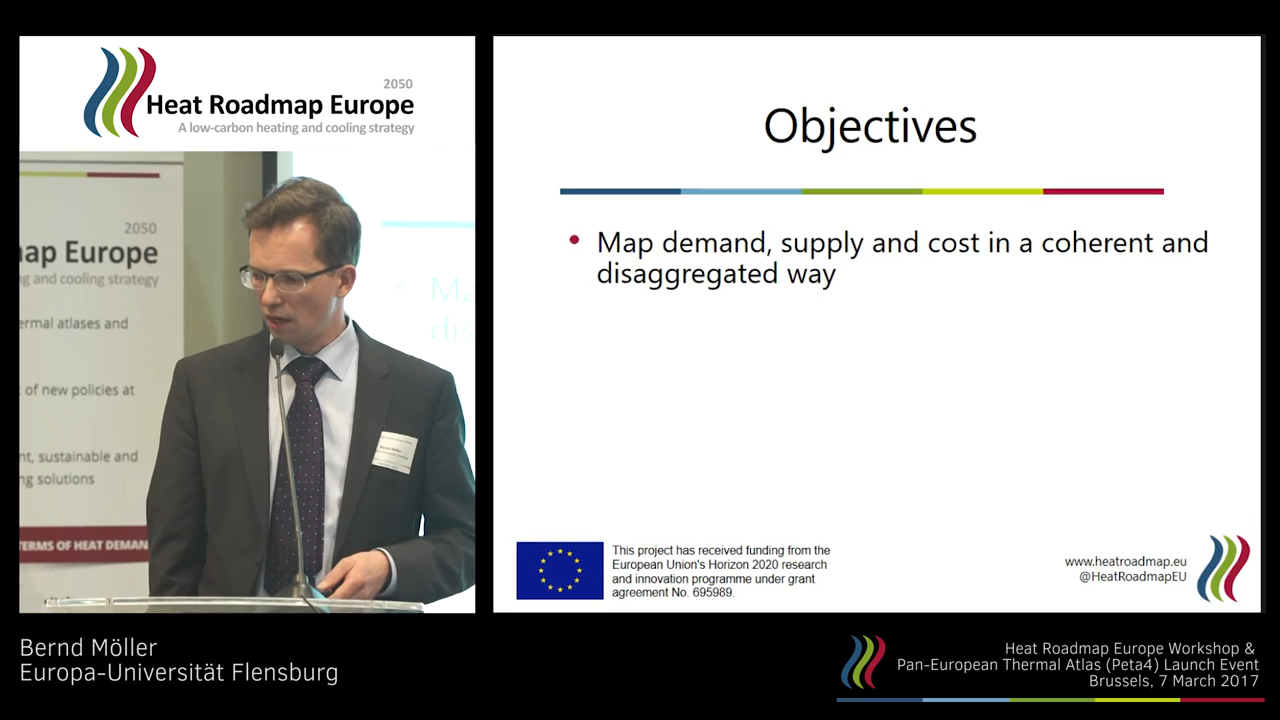 2050
Heat Roadmap Europe
A low-carbon heating and cooling strategy
2050
ap Europe
g and cooling strategy
ermal atlases and
of new policies at
nt, sustainable and
ng solutions
TERMS OF HEAT DEMAN
Objectives
• Map demand, supply and cost in a coherent and
disaggregated way
This project has received funding from the
European Union's Horizon 2020 research
and innovation programme under grant
agreement No. 695989.
www.heatroadmap.eu
@HeatRoadmapEU
Bernd Möller
Europa-Universität Flensburg
Heat Roadmap Europe Workshop &
Pan-European Thermal Atlas (Peta4) Launch Event
Brussels, 7 March 2017